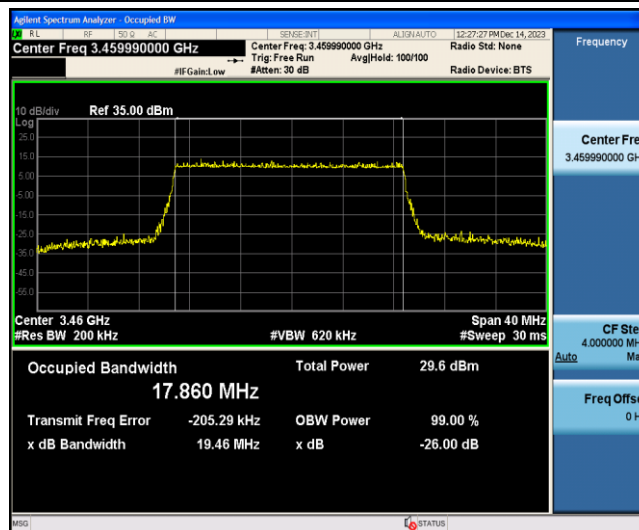 Agilent Spectrum Analyzer - Occupied BW
RL RF 50 Ω AC SENSE:INT ALIGN AUTO 12:27:27 PM Dec 14, 2023
Center Freq 3.459990000 GHz Center Freq: 3.459990000 GHz Radio Std: None
Trig: Free Run Avg|Hold: 100/100
#IFGain:Low #Atten: 30 dB Radio Device: BTS
Frequency
10 dB/div Ref 35.00 dBm
Log
25.0
15.0
5.00
-5.00
-15.0
-25.0
-35.0
-45.0
-55.0
Center 3.46 GHz Span 40 MHz
#Res BW 200 kHz #VBW 620 kHz #Sweep 30 ms
Occupied Bandwidth Total Power 29.6 dBm
17.860 MHz
Transmit Freq Error -205.29 kHz OBW Power 99.00 %
x dB Bandwidth 19.46 MHz x dB -26.00 dB
Center Fre
3.459990000 GH
CF Ste
4.000000 MH
Auto Ma
Freq Offse
0 H
MSG STATUS